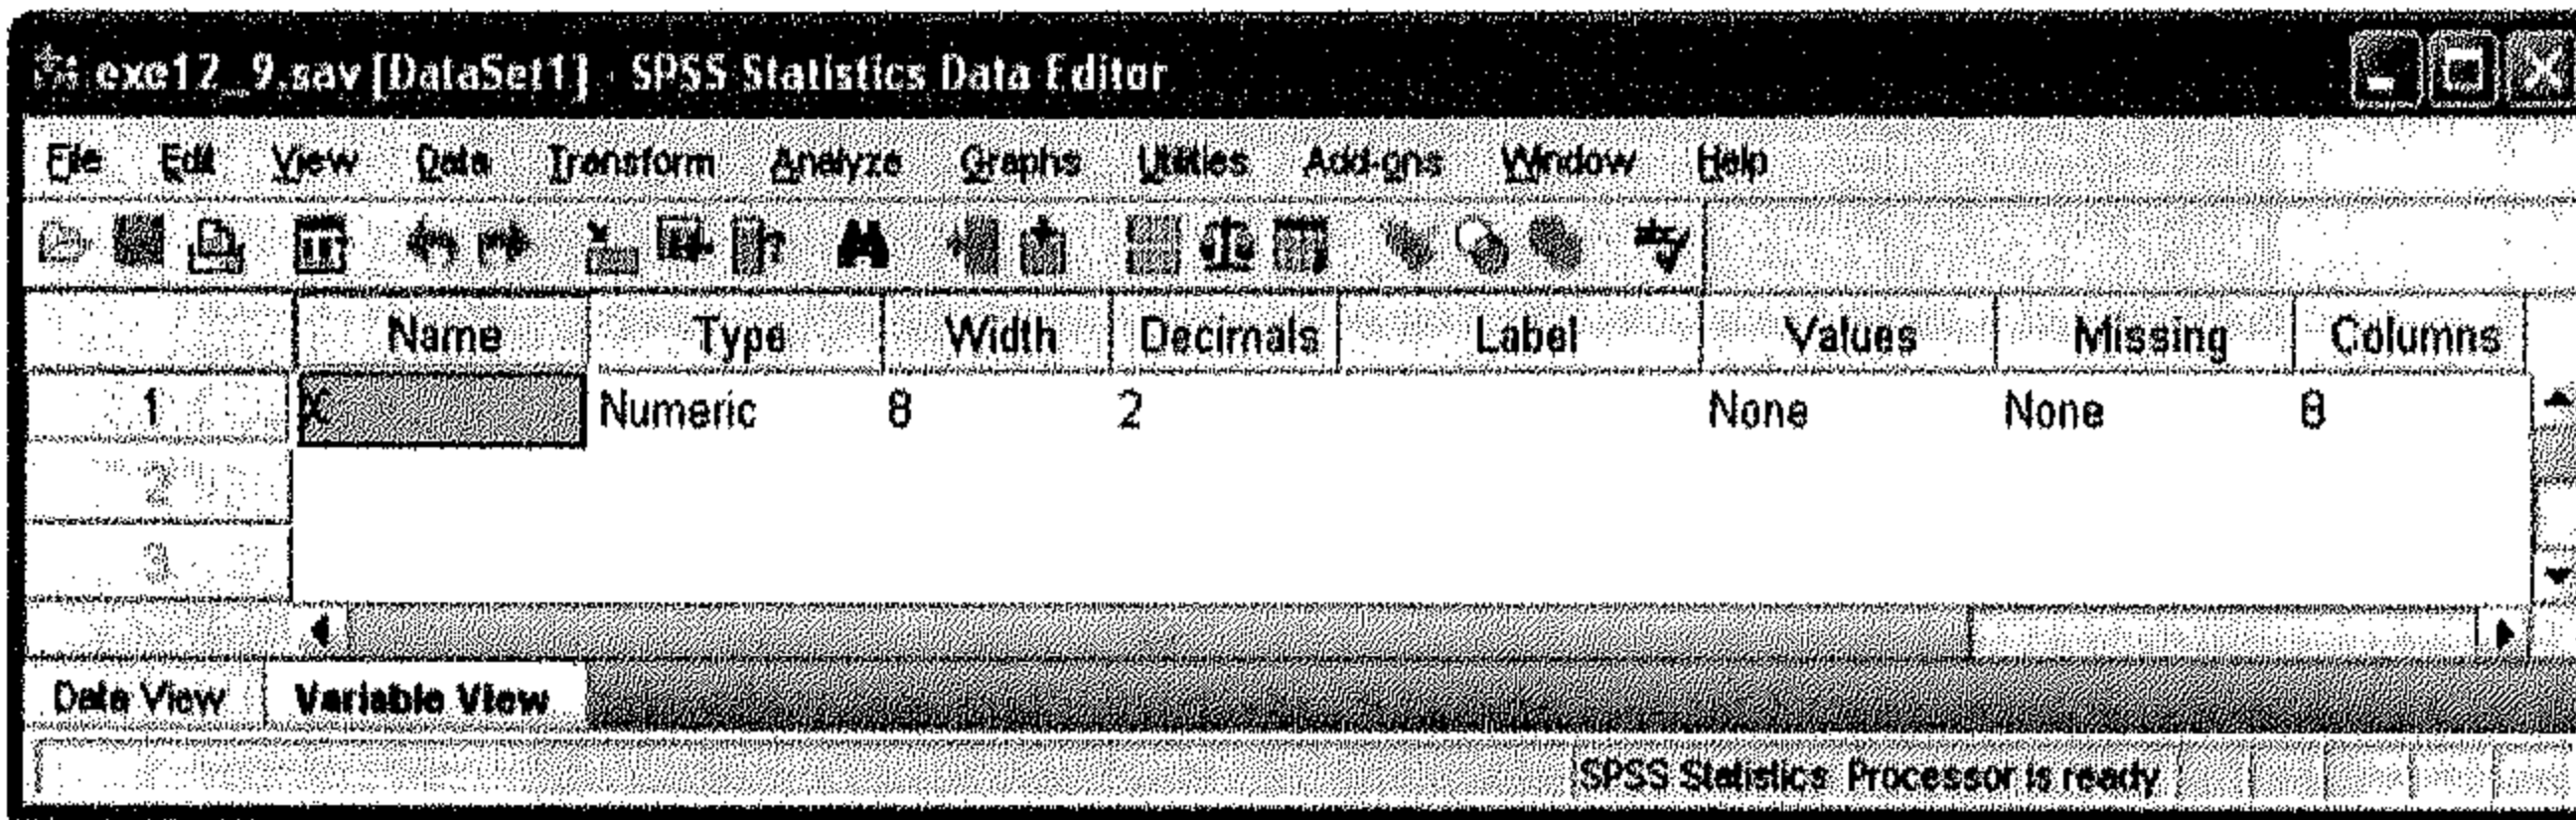 exe12_9.sav [DataSet1] - SPSS Statistics Data Editor
File Edit View Data Transform Analyze Graphs Utilities Add-ons Window Help
Name Type Width Decimals Label Values Missing Columns
1 X Numeric 8 2 None None 8
2
3
Data View Variable View
SPSS Statistics Processor is ready